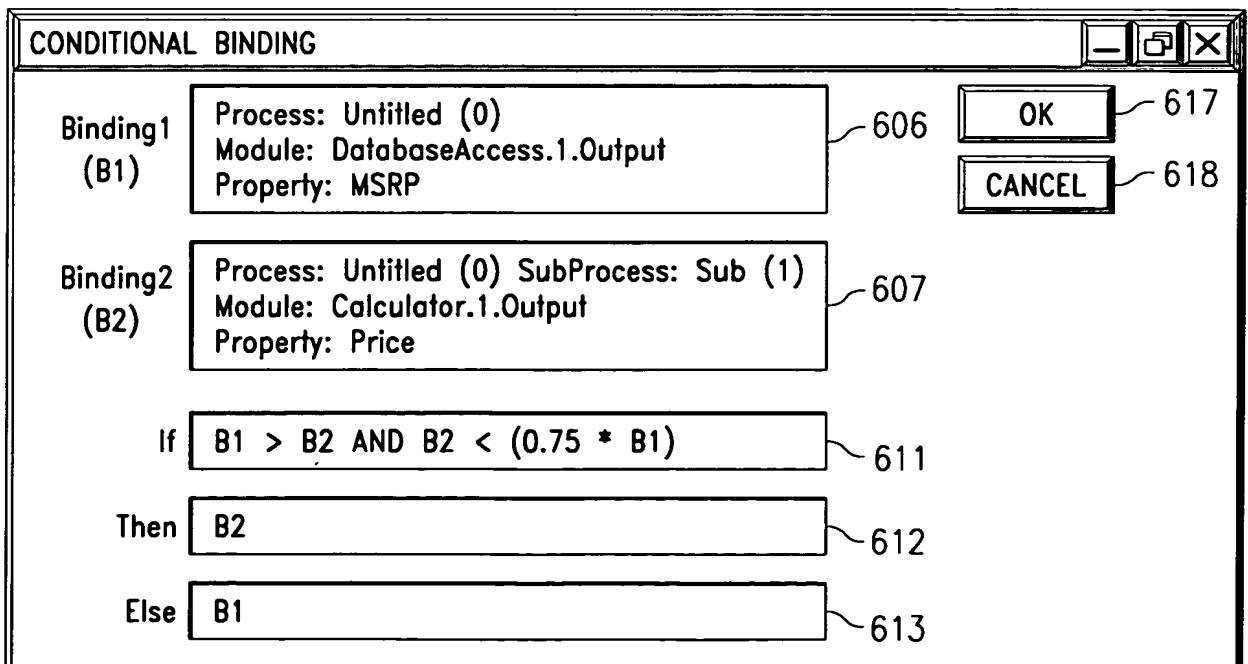 CONDITIONAL BINDING
Binding1
(B1)
Process: Untitled (0)
Module: DatabaseAccess.1.Output
Property: MSRP
606
OK
617
CANCEL
618
Binding2
(B2)
Process: Untitled (0) SubProcess: Sub (1)
Module: Calculator.1.Output
Property: Price
607
If
B1 > B2 AND B2 < (0.75 * B1)
611
Then
B2
612
Else
B1
613